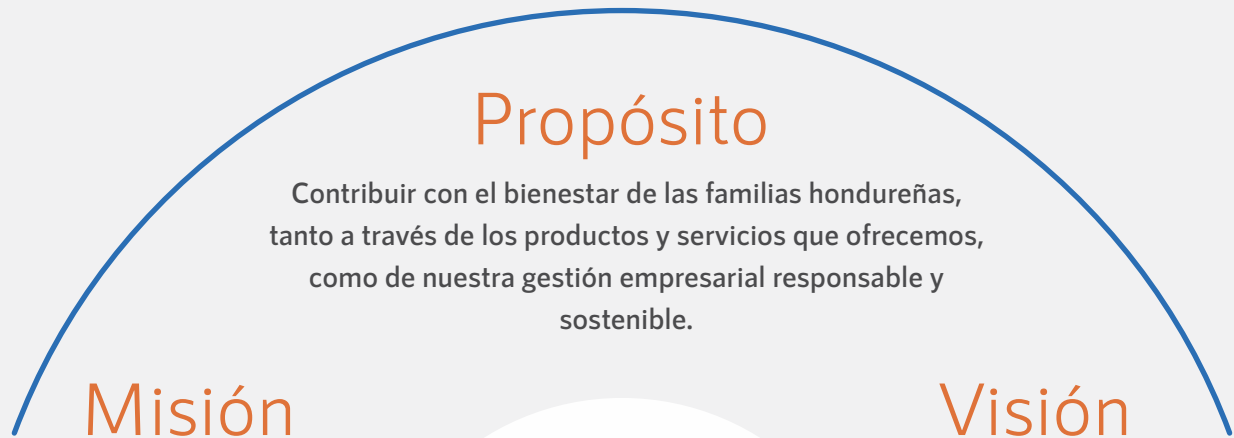 Propósito
Contribuir con el bienestar de las familias hondureñas,
tanto a través de los productos y servicios que ofrecemos,
como de nuestra gestión empresarial responsable y
sostenible.
Misión
Visión